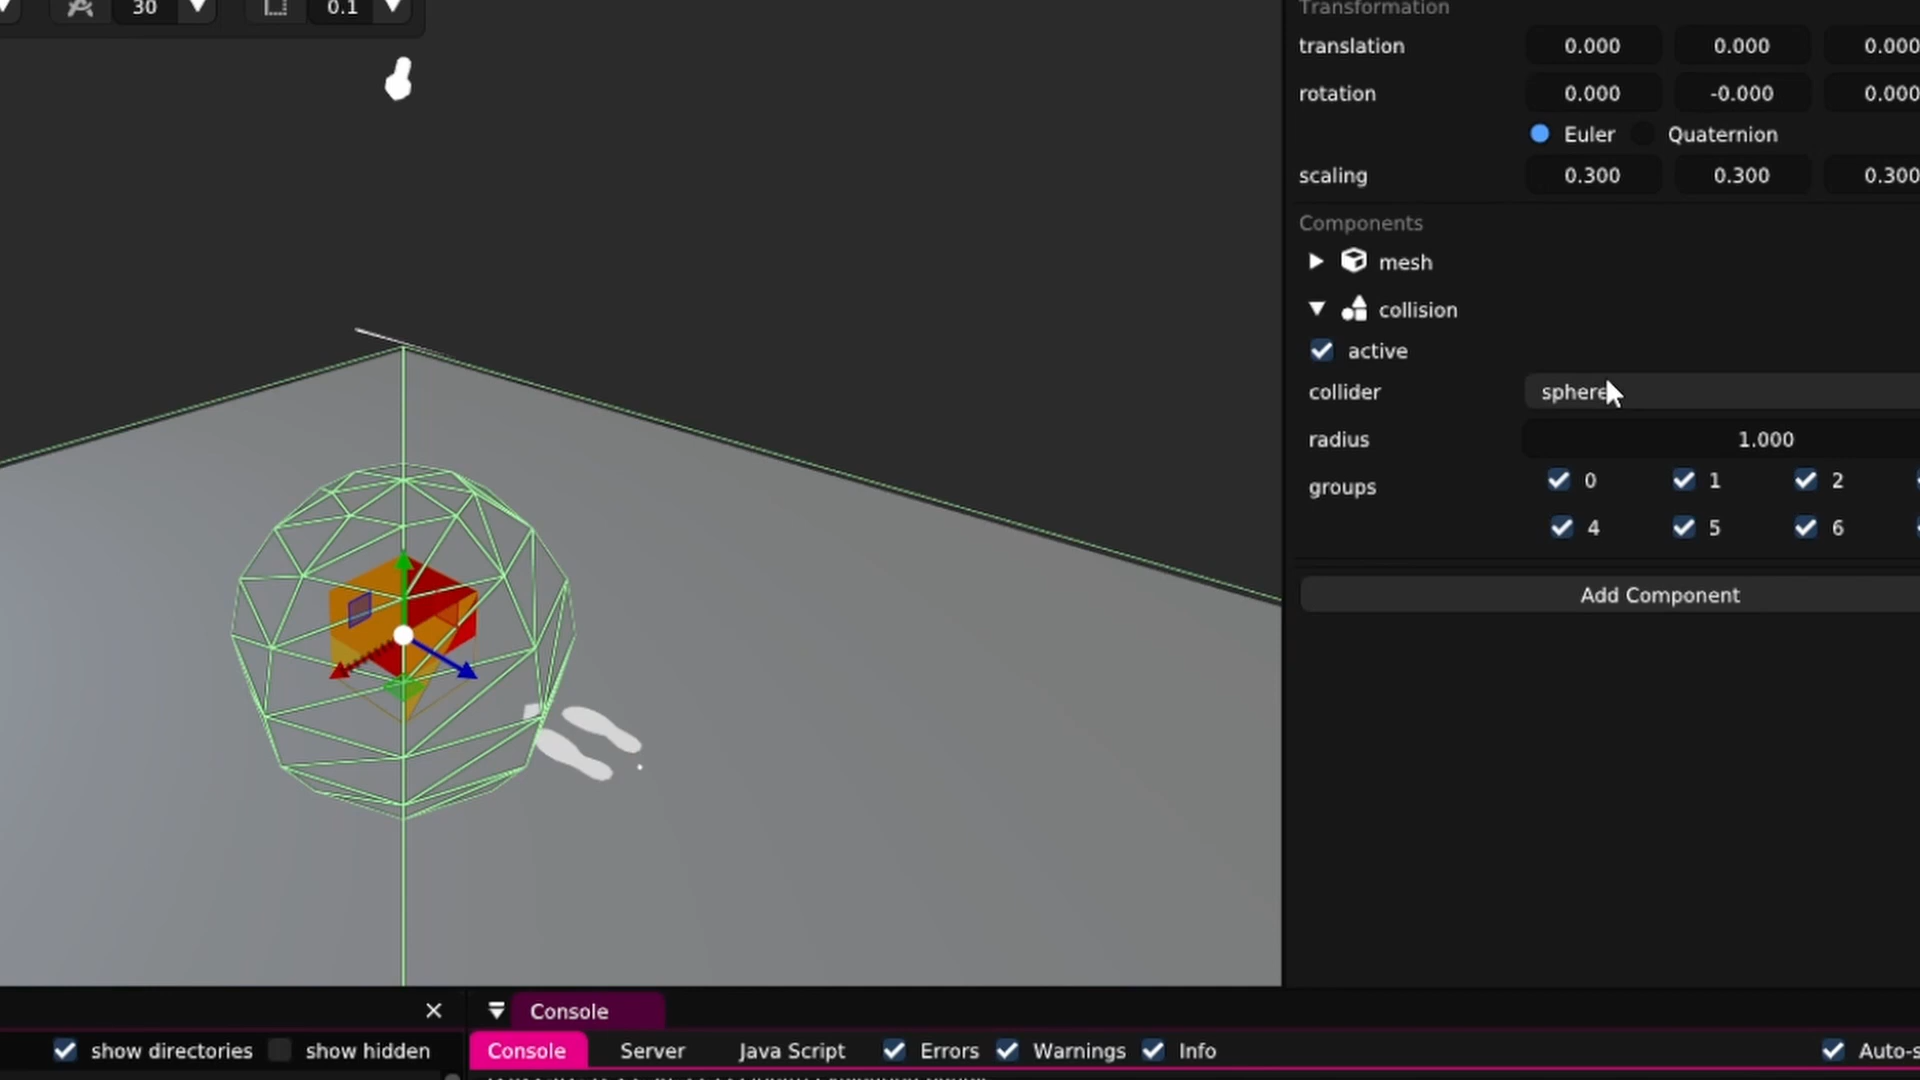 30 0.1
Transformation
translation 0.000 0.000 0.000
rotation 0.000 -0.000 0.000
Euler Quaternion
scaling 0.300 0.300 0.300
Components
mesh
collision
active
collider sphere
radius 1.000
groups 0 1 2
4 5 6
Add Component
Console
show directories show hidden Console Server Java Script Errors Warnings Info Auto-s